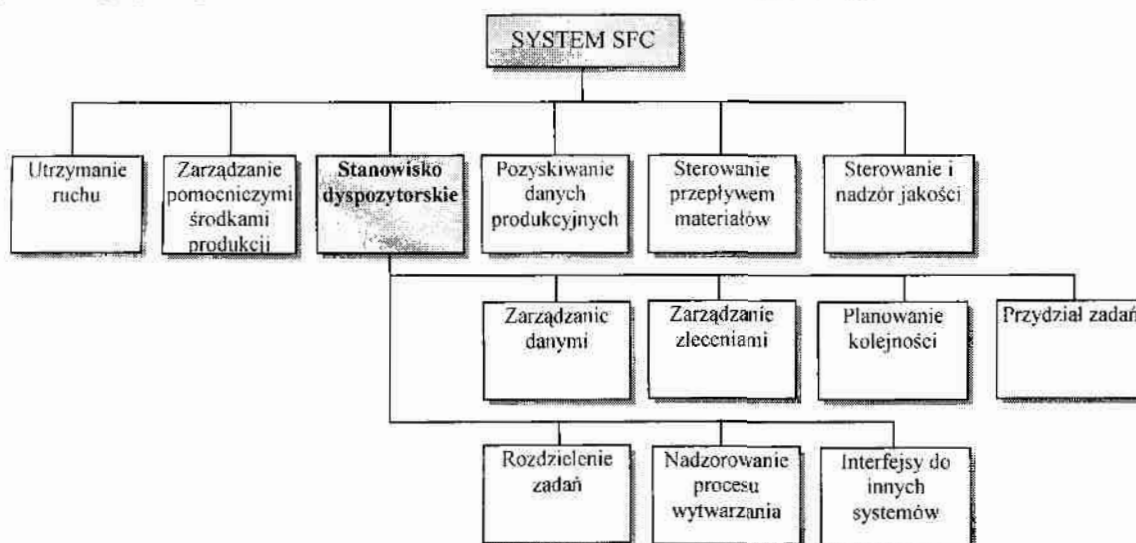 SYSTEM SFC
Utrzymanie
ruchu
Zarządzanie
pomocniczymi
środkami
produkcji
Stanowisko
dyspozytorskie
Pozyskiwanie
danych
produkcyjnych
Sterowanie
przepływem
materiałów
Sterowanie i
nadzór jakości
Zarządzanie
danymi
Zarządzanie
zleceniami
Planowanie
kolejności
Przydział zadań
Rozdzielenie
zadań
Nadzorowanie
procesu
wytwarzania
Interfejsy do
innych
systemów